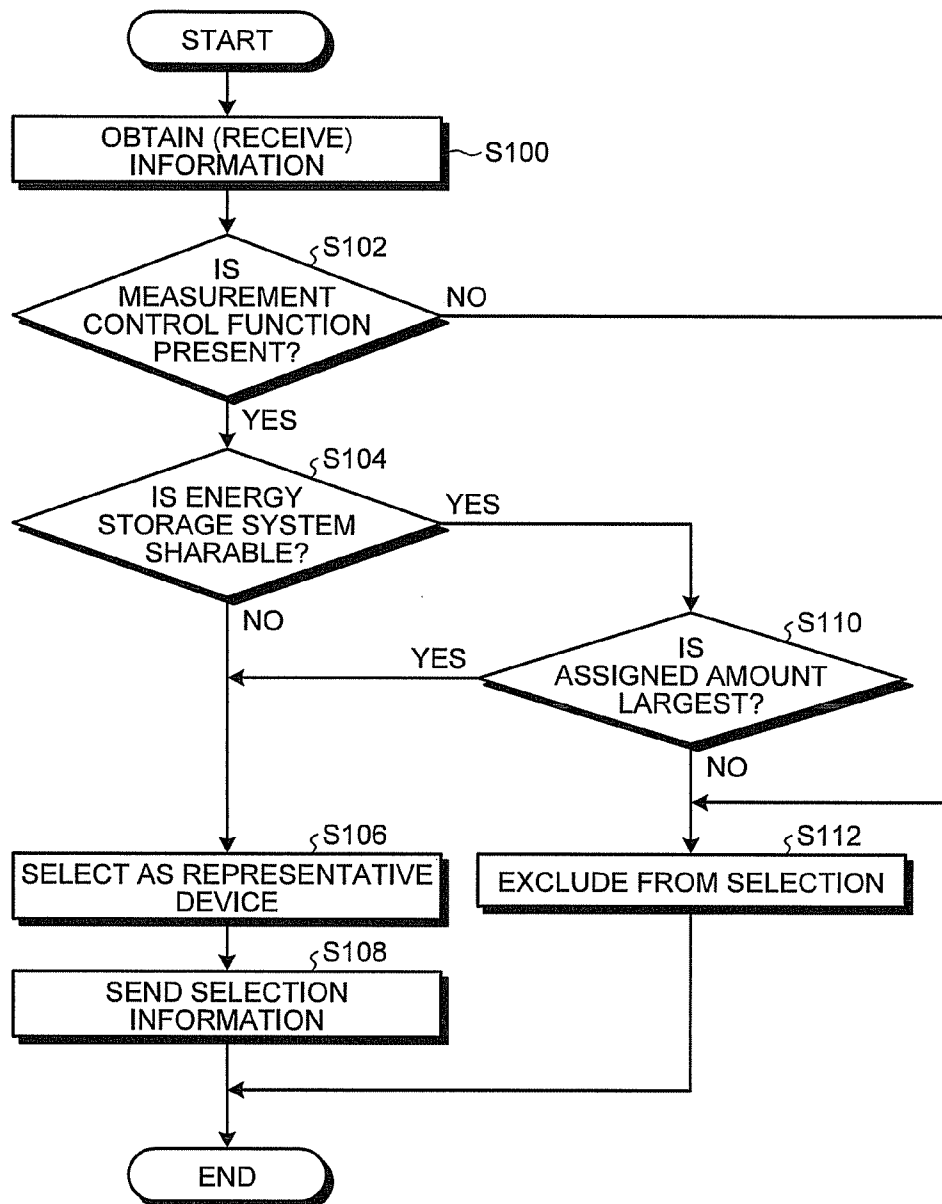 START
OBTAIN (RECEIVE)
INFORMATION
S100
S102
IS
MEASUREMENT
CONTROL FUNCTION
PRESENT?
NO
YES
S104
IS ENERGY
STORAGE SYSTEM
SHARABLE?
YES
NO
S110
IS
ASSIGNED AMOUNT
LARGEST?
YES
NO
S106
SELECT AS REPRESENTATIVE
DEVICE
S112
EXCLUDE FROM SELECTION
S108
SEND SELECTION
INFORMATION
END